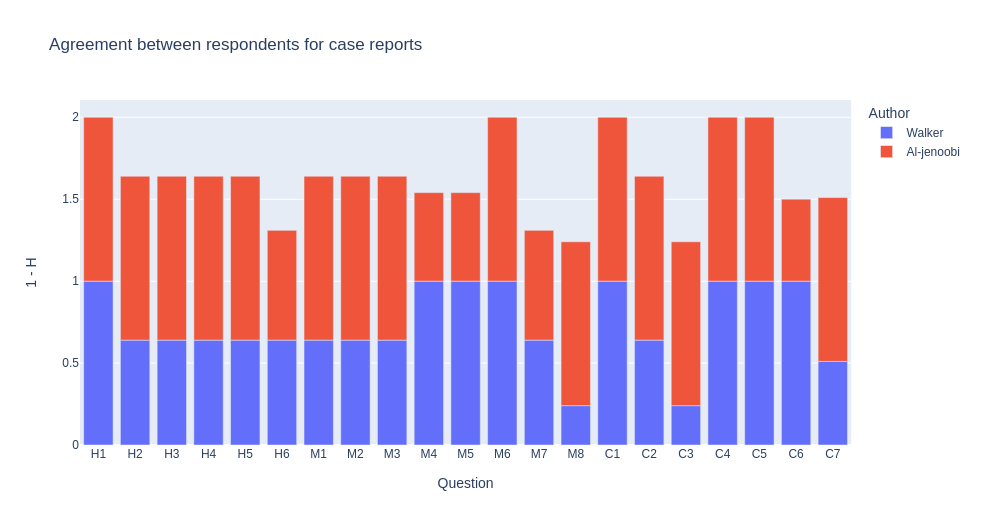 Agreement between respondents for case reports
Author
Walker
Al-jenoobi
1 - H
2
1.5
1
0.5
0
H1 H2 H3 H4 H5 H6 M1 M2 M3 M4 M5 M6 M7 M8 C1 C2 C3 C4 C5 C6 C7
Question